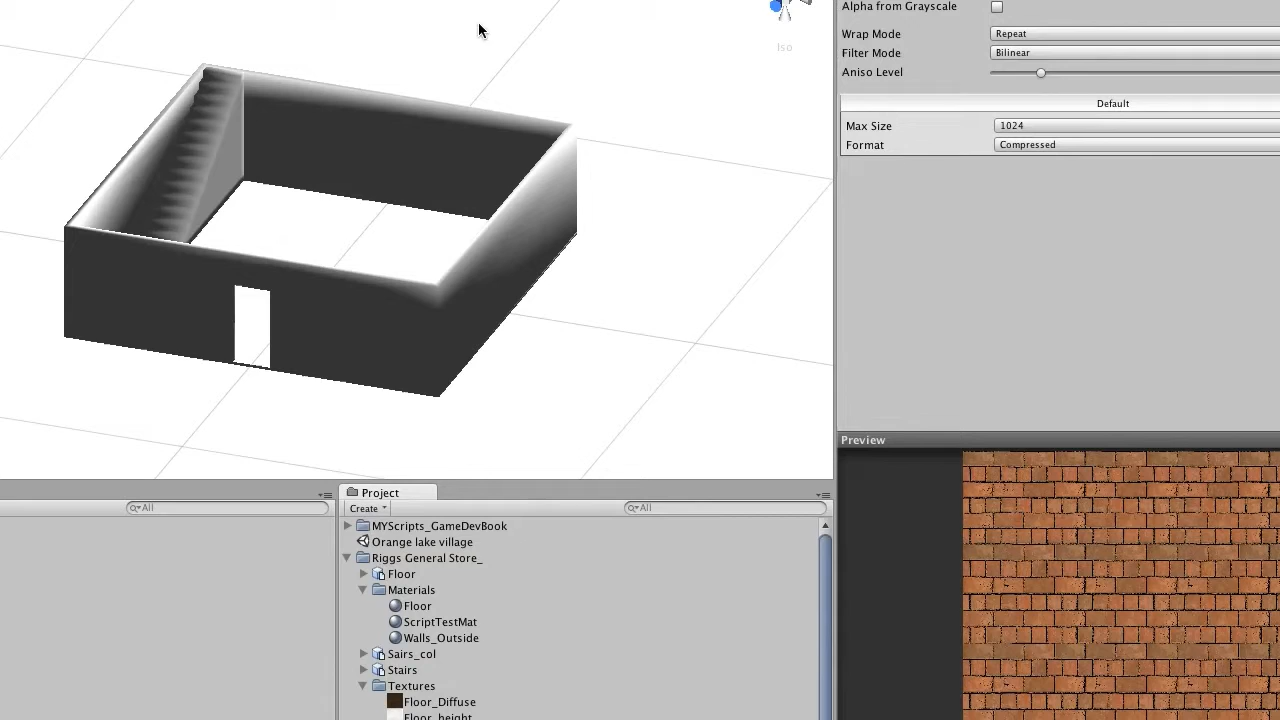 Alpha from Grayscale
Wrap Mode Repeat
Filter Mode Bilinear
Aniso Level
Iso
Default
Max Size 1024
Format Compressed
Preview
Project
All
Create All
MYScripts_GameDevBook
Orange lake village
Riggs General Store_
Floor
Materials
Floor
ScriptTestMat
Walls_Outside
Sairs_col
Stairs
Textures
Floor_Diffuse
Floor_height